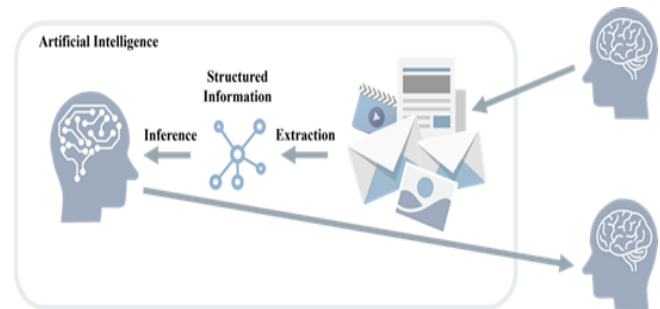 Artificial Intelligence
Structured
Information
Inference
Extraction